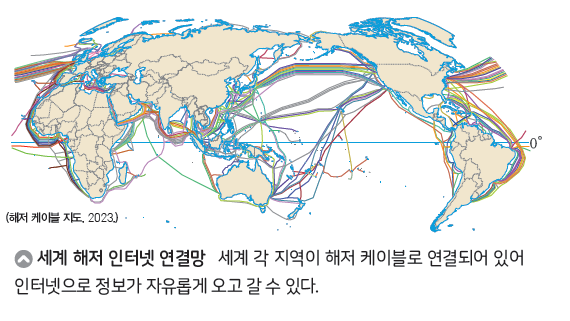 0°
(해저 케이블 지도, 2023.)
세계 해저 인터넷 연결망 세계 각 지역이 해저 케이블로 연결되어 있어
인터넷으로 정보가 자유롭게 오고 갈 수 있다.